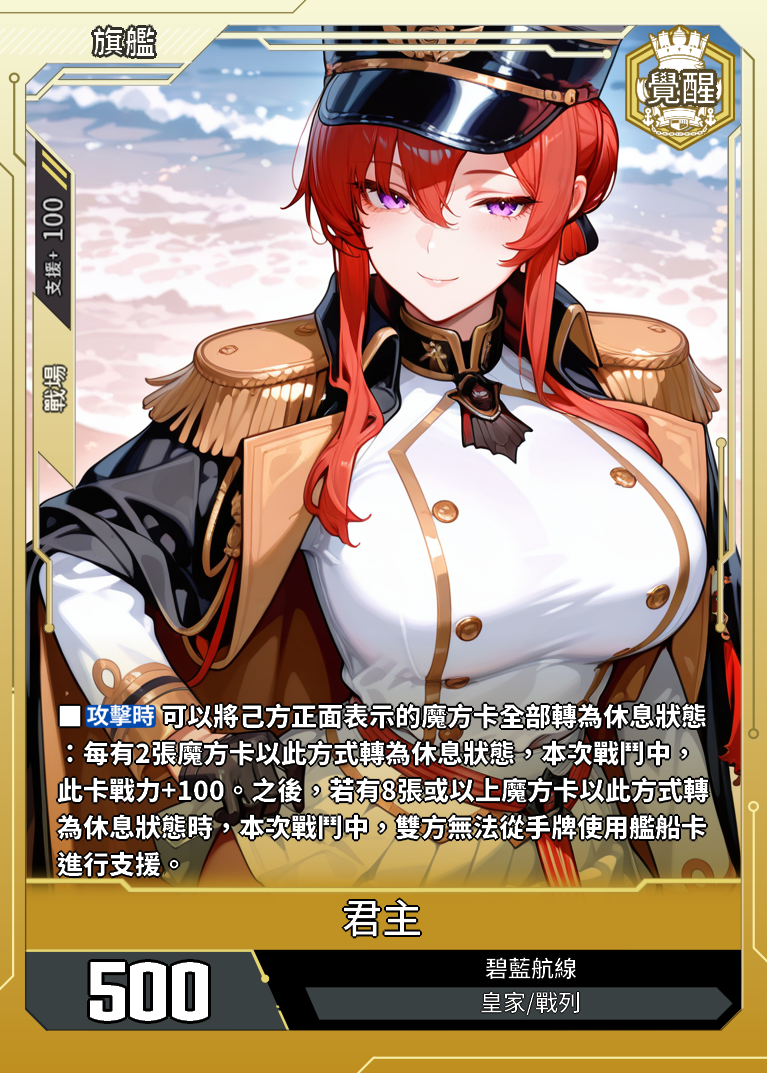 旗艦
覺醒
支援+ 100
戰場
■ 攻擊時 可以將己方正面表示的魔方卡全部轉為休息狀態
：每有2張魔方卡以此方式轉為休息狀態，本次戰鬥中，
此卡戰力+100。之後，若有8張或以上魔方卡以此方式轉
為休息狀態時，本次戰鬥中，雙方無法從手牌使用艦船卡
進行支援。
君主
500
碧藍航線
皇家/戰列